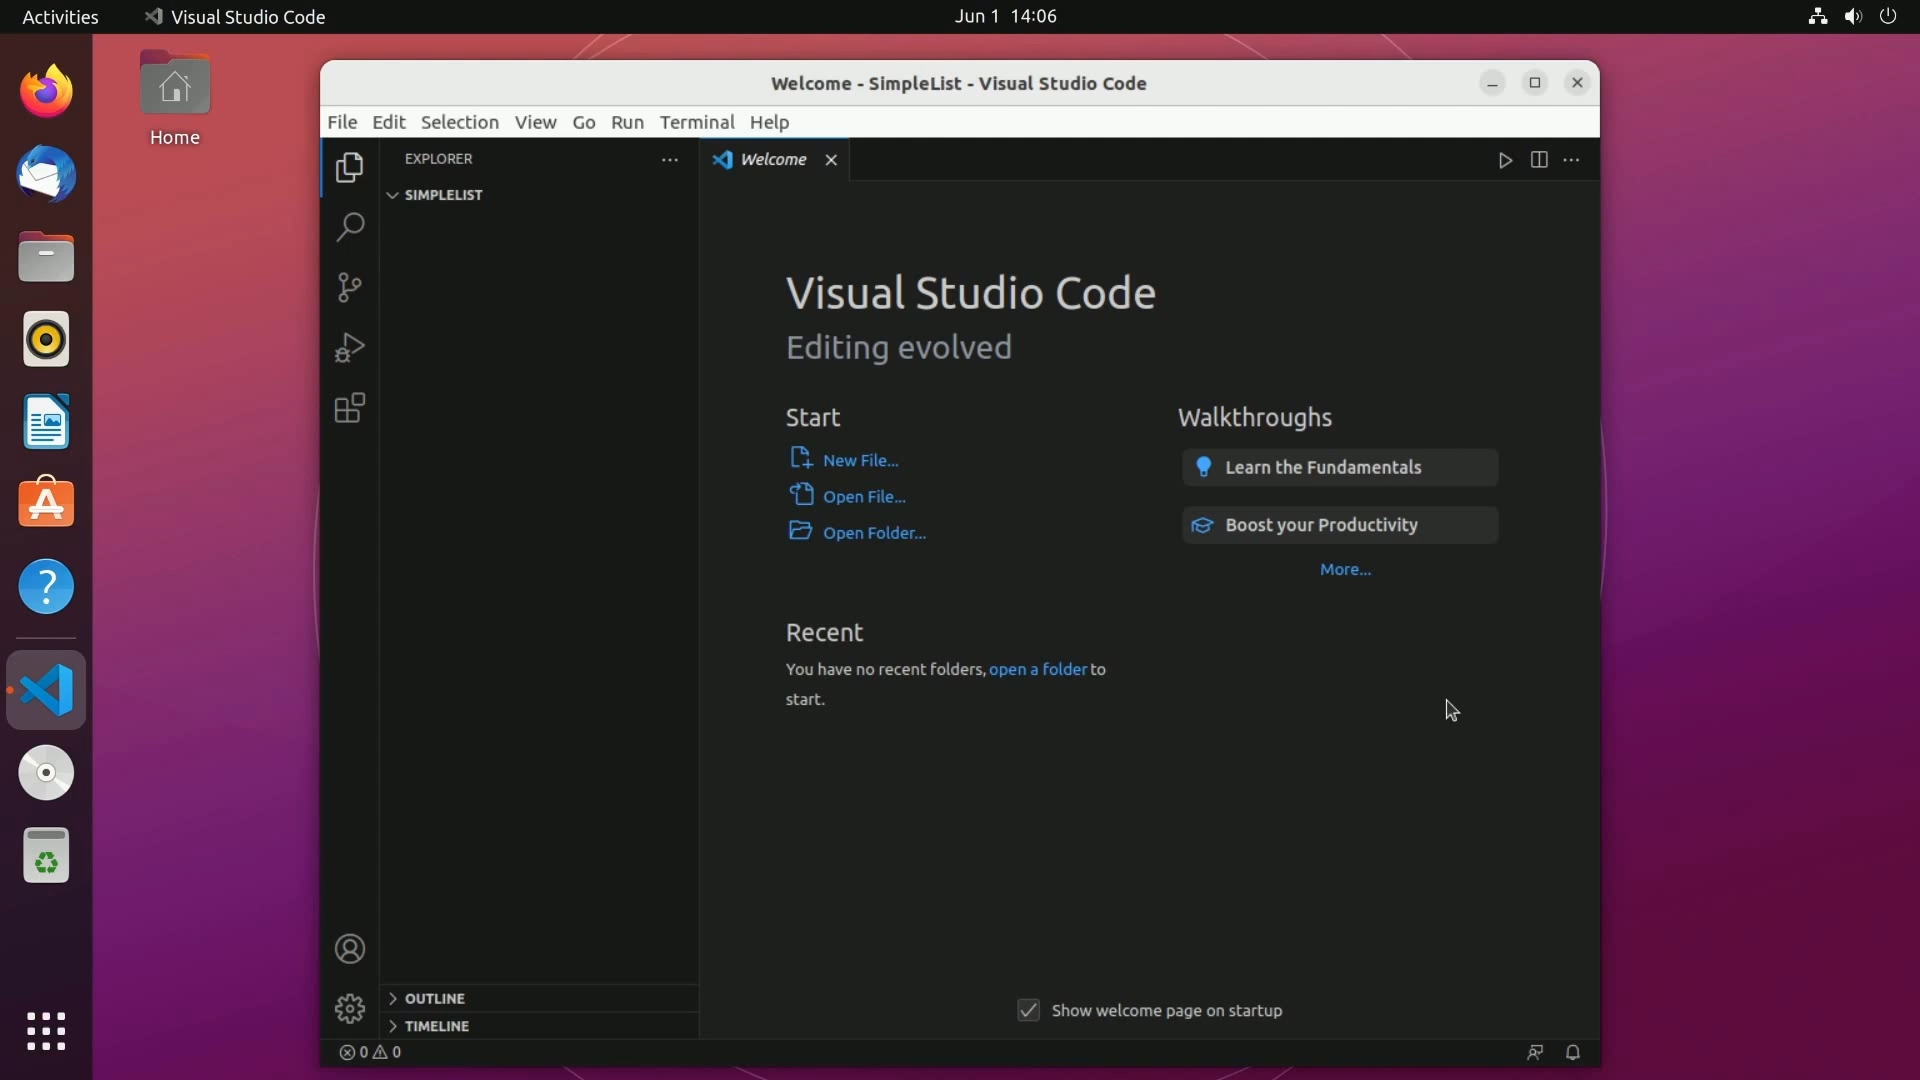 Activities
Visual Studio Code
Jun 1 14:06
Home
Welcome - SimpleList - Visual Studio Code
File Edit Selection View Go Run Terminal Help
EXPLORER
Welcome
SIMPLELIST
Visual Studio Code
Editing evolved
Start
New File...
Open File...
Open Folder...
Walkthroughs
Learn the Fundamentals
Boost your Productivity
More...
Recent
You have no recent folders, open a folder to
start.
Show welcome page on startup
OUTLINE
TIMELINE
0 0